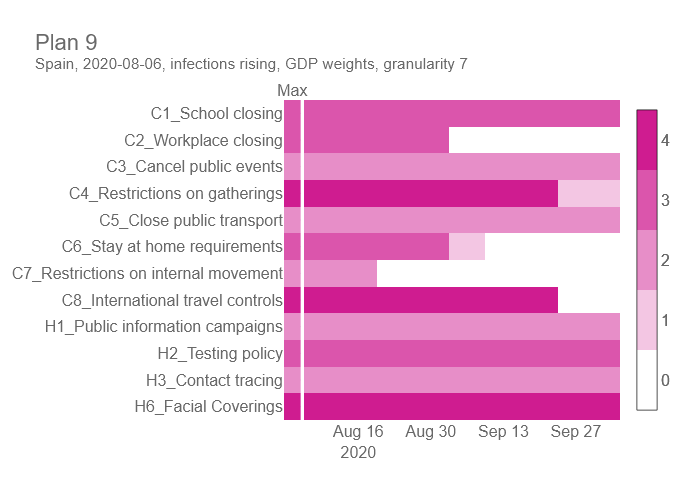 Plan 9
Spain, 2020-08-06, infections rising, GDP weights, granularity 7
Max
C1_School closing
C2_Workplace closing
C3_Cancel public events
C4_Restrictions on gatherings
C5_Close public transport
C6_Stay at home requirements
C7_Restrictions on internal movement
C8_International travel controls
H1_Public information campaigns
H2_Testing policy
H3_Contact tracing
H6_Facial Coverings
4
3
2
1
0
Aug 16 Aug 30 Sep 13 Sep 27
2020